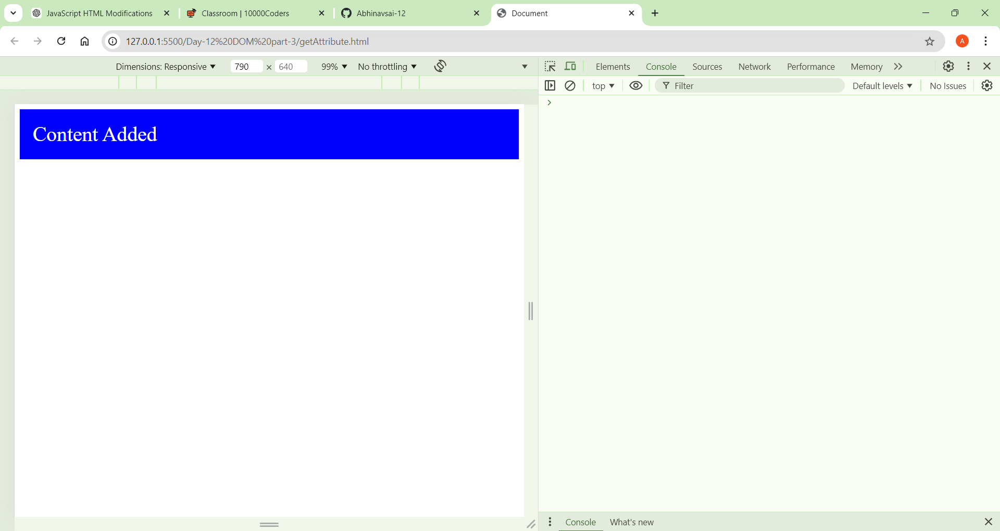 JavaScript HTML Modifications
Classroom | 10000Coders
Abhinavsai-12
Document
127.0.0.1:5500/Day-12%20DOM%20part-3/getAttribute.html
A
Dimensions: Responsive 790 × 640 99% No throttling
Elements Console Sources Network Performance Memory
top Filter Default levels No Issues
Content Added
Console What's new